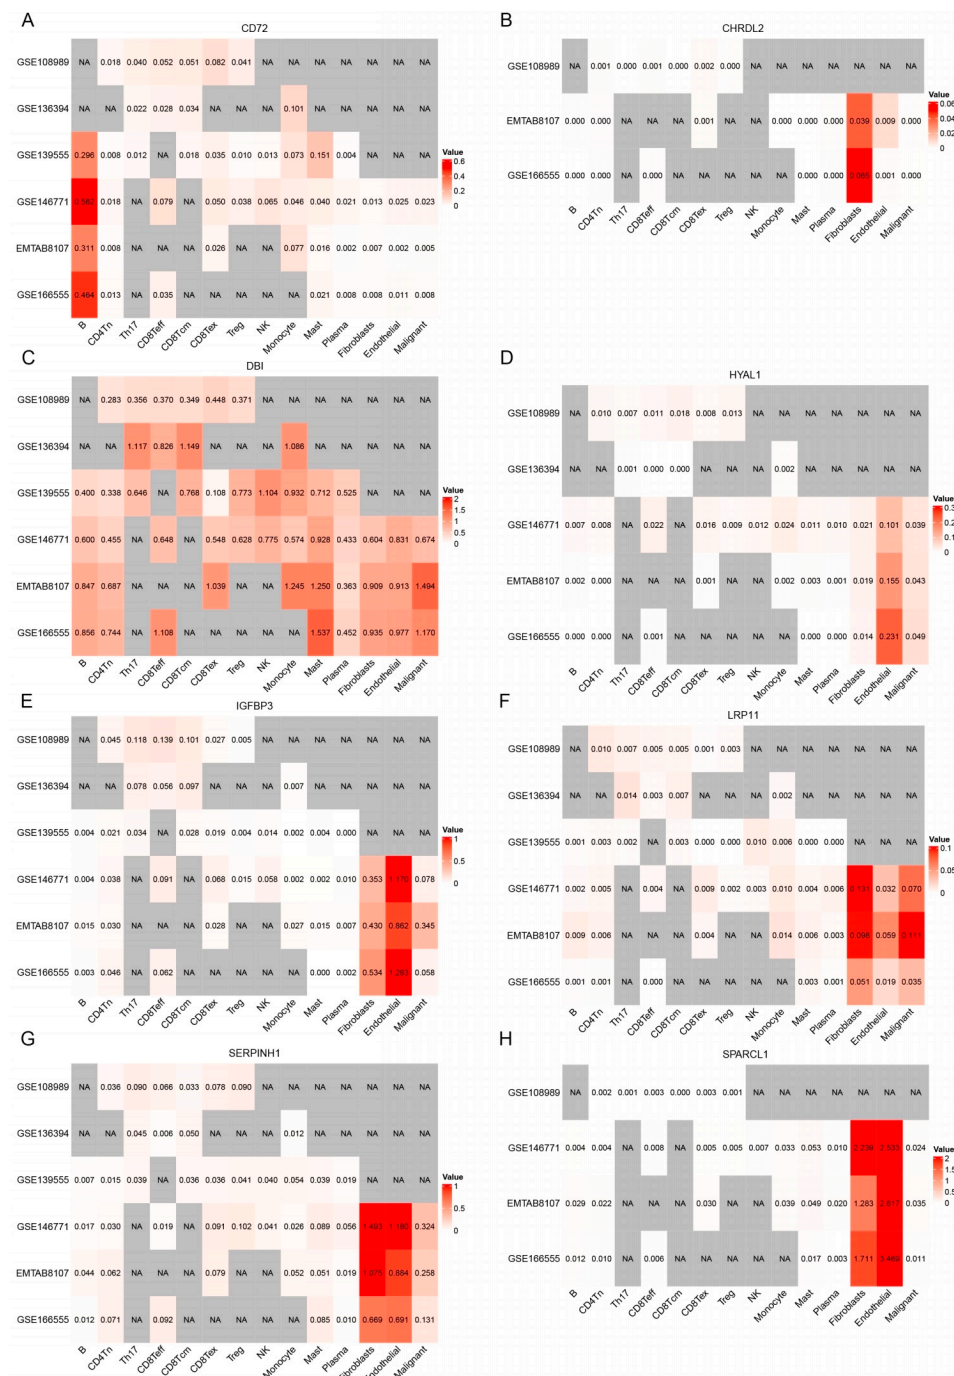 A
CD72
GSE108989 NA 0.018 0.040 0.052 0.051 0.082 0.041 NA NA NA NA NA NA NA
GSE136394 NA NA 0.022 0.028 0.034 NA NA NA 0.101 NA NA NA NA NA
GSE139555 0.296 0.008 0.012 NA 0.018 0.035 0.010 0.013 0.073 0.151 0.004 NA NA NA
GSE146771 0.562 0.018 NA 0.079 NA 0.050 0.038 0.065 0.046 0.040 0.021 0.013 0.025 0.023
EMTAB8107 0.311 0.008 NA NA NA 0.026 NA NA 0.077 0.016 0.002 0.007 0.002 0.005
GSE166555 0.464 0.013 NA 0.035 NA NA NA NA NA 0.021 0.008 0.008 0.011 0.008
B CD4Tn Th17 CD8Teff CD8Tcm CD8Tex Treg NK Monocyte Mast Plasma Fibroblasts Endothelial Malignant
Value
0.6
0.4
0.2
0
B
CHRDL2
GSE108989 NA 0.001 0.000 0.001 0.000 0.002 0.000 NA NA NA NA NA NA NA
EMTAB8107 0.000 0.000 NA NA NA 0.001 NA NA 0.000 0.000 0.000 0.039 0.009 0.000
GSE166555 0.000 0.000 NA 0.000 NA NA NA NA NA 0.000 0.000 0.065 0.001 0.000
B CD4Tn Th17 CD8Teff CD8Tcm CD8Tex Treg NK Monocyte Mast Plasma Fibroblasts Endothelial Malignant
Value
0.06
0.04
0.02
0
C
DBI
GSE108989 NA 0.283 0.356 0.370 0.349 0.448 0.371 NA NA NA NA NA NA NA
GSE136394 NA NA 1.117 0.826 1.149 NA NA NA 1.086 NA NA NA NA NA
GSE139555 0.400 0.338 0.646 NA 0.768 0.108 0.773 1.104 0.932 0.712 0.525 NA NA NA
GSE146771 0.600 0.455 NA 0.648 NA 0.548 0.628 0.775 0.574 0.928 0.433 0.604 0.831 0.674
EMTAB8107 0.847 0.687 NA NA NA 1.039 NA NA 1.245 1.250 0.363 0.909 0.913 1.494
GSE166555 0.856 0.744 NA 1.108 NA NA NA NA NA 1.537 0.452 0.935 0.977 1.170
B CD4Tn Th17 CD8Teff CD8Tcm CD8Tex Treg NK Monocyte Mast Plasma Fibroblasts Endothelial Malignant
Value
2
1.5
1
0.5
0
D
HYAL1
GSE108989 NA 0.010 0.007 0.011 0.018 0.008 0.013 NA NA NA NA NA NA NA
GSE136394 NA NA 0.001 0.000 0.000 NA NA NA 0.002 NA NA NA NA NA
GSE146771 0.007 0.008 NA 0.022 NA 0.016 0.009 0.012 0.024 0.011 0.010 0.021 0.101 0.039
EMTAB8107 0.002 0.000 NA NA NA 0.001 NA NA 0.002 0.003 0.001 0.019 0.155 0.043
GSE166555 0.000 0.000 NA 0.001 NA NA NA NA NA 0.000 0.000 0.014 0.231 0.049
B CD4Tn Th17 CD8Teff CD8Tcm CD8Tex Treg NK Monocyte Mast Plasma Fibroblasts Endothelial Malignant
Value
0.3
0.2
0.1
0
E
IGFBP3
GSE108989 NA 0.045 0.118 0.139 0.101 0.027 0.005 NA NA NA NA NA NA NA
GSE136394 NA NA 0.078 0.056 0.097 NA NA NA 0.007 NA NA NA NA NA
GSE139555 0.004 0.021 0.034 NA 0.028 0.019 0.004 0.014 0.002 0.004 0.000 NA NA NA
GSE146771 0.004 0.038 NA 0.091 NA 0.068 0.015 0.058 0.002 0.002 0.010 0.353 1.170 0.078
EMTAB8107 0.015 0.030 NA NA NA 0.028 NA NA 0.027 0.015 0.007 0.430 0.862 0.345
GSE166555 0.003 0.046 NA 0.062 NA NA NA NA NA 0.000 0.002 0.534 1.263 0.058
B CD4Tn Th17 CD8Teff CD8Tcm CD8Tex Treg NK Monocyte Mast Plasma Fibroblasts Endothelial Malignant
Value
1
0.5
0
F
LRP11
GSE108989 NA 0.010 0.007 0.005 0.005 0.001 0.003 NA NA NA NA NA NA NA
GSE136394 NA NA 0.014 0.003 0.007 NA NA NA 0.002 NA NA NA NA NA
GSE139555 0.001 0.003 0.002 NA 0.003 0.000 0.000 0.010 0.006 0.000 0.000 NA NA NA
GSE146771 0.002 0.005 NA 0.004 NA 0.009 0.002 0.003 0.010 0.004 0.006 0.131 0.032 0.070
EMTAB8107 0.009 0.006 NA NA NA 0.004 NA NA 0.014 0.006 0.003 0.098 0.059 0.111
GSE166555 0.001 0.001 NA 0.000 NA NA NA NA NA 0.003 0.001 0.051 0.019 0.035
B CD4Tn Th17 CD8Teff CD8Tcm CD8Tex Treg NK Monocyte Mast Plasma Fibroblasts Endothelial Malignant
Value
0.1
0.05
0
G
SERPINH1
GSE108989 NA 0.036 0.090 0.066 0.033 0.078 0.090 NA NA NA NA NA NA NA
GSE136394 NA NA 0.045 0.006 0.050 NA NA NA 0.012 NA NA NA NA NA
GSE139555 0.007 0.015 0.039 NA 0.036 0.036 0.041 0.040 0.054 0.039 0.019 NA NA NA
GSE146771 0.017 0.030 NA 0.019 NA 0.091 0.102 0.041 0.026 0.089 0.056 1.493 1.180 0.324
EMTAB8107 0.044 0.062 NA NA NA 0.079 NA NA 0.052 0.051 0.019 1.075 0.884 0.258
GSE166555 0.012 0.071 NA 0.092 NA NA NA NA NA 0.085 0.010 0.669 0.691 0.131
B CD4Tn Th17 CD8Teff CD8Tcm CD8Tex Treg NK Monocyte Mast Plasma Fibroblasts Endothelial Malignant
Value
1
0.5
0
H
SPARCL1
GSE108989 NA 0.002 0.001 0.003 0.000 0.003 0.001 NA NA NA NA NA NA NA
GSE146771 0.004 0.004 NA 0.008 NA 0.005 0.005 0.007 0.033 0.053 0.010 2.239 2.533 0.024
EMTAB8107 0.029 0.022 NA NA NA 0.030 NA NA 0.039 0.049 0.020 1.283 2.617 0.035
GSE166555 0.012 0.010 NA 0.006 NA NA NA NA NA 0.017 0.003 1.711 3.469 0.011
B CD4Tn Th17 CD8Teff CD8Tcm CD8Tex Treg NK Monocyte Mast Plasma Fibroblasts Endothelial Malignant
Value
2
1.5
1
0.5
0